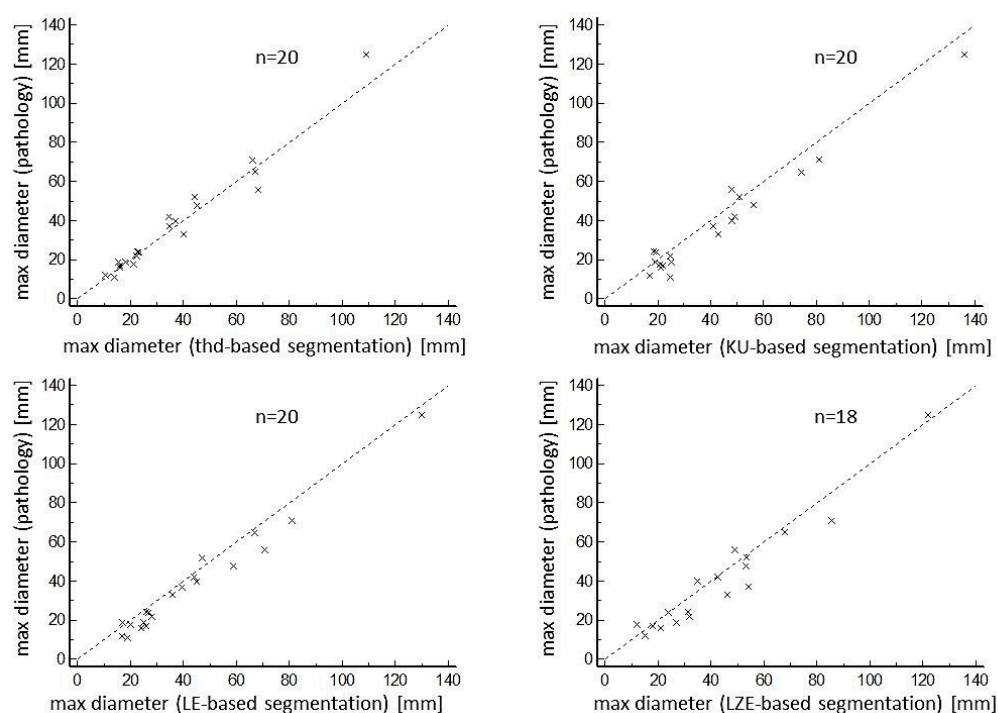 max diameter (pathology) [mm]
140
120
100
80
60
40
20
0
n=20
0 20 40 60 80 100 120 140
max diameter (thd-based segmentation) [mm]
max diameter (pathology) [mm]
140
120
100
80
60
40
20
0
n=20
0 20 40 60 80 100 120 140
max diameter (KU-based segmentation) [mm]
max diameter (pathology) [mm]
140
120
100
80
60
40
20
0
n=20
0 20 40 60 80 100 120 140
max diameter (LE-based segmentation) [mm]
max diameter (pathology) [mm]
140
120
100
80
60
40
20
0
n=18
0 20 40 60 80 100 120 140
max diameter (LZE-based segmentation) [mm]